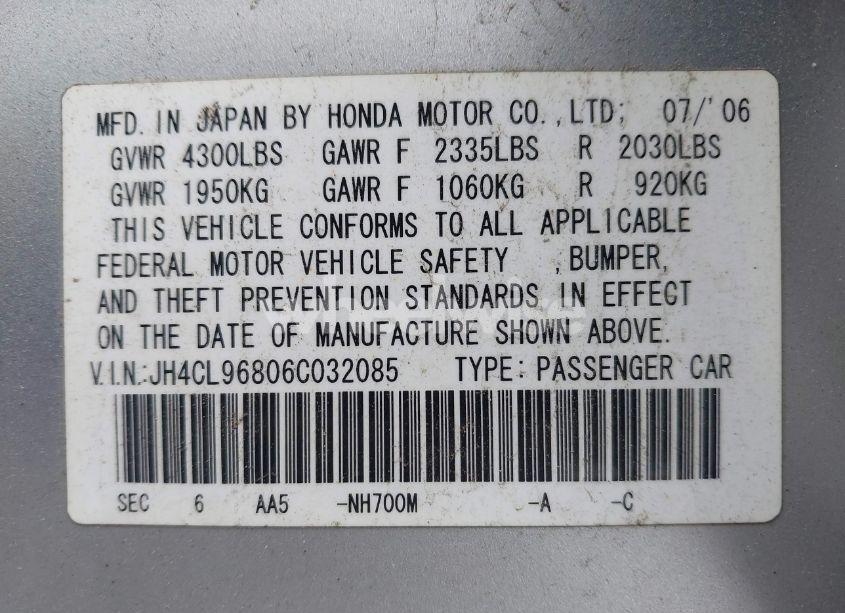 MFD. IN JAPAN BY HONDA MOTOR CO., LTD; 07/'06
GVWR 4300LBS GAWR F 2335LBS R 2030LBS
GVWR 1950KG GAWR F 1060KG R 920KG
THIS VEHICLE CONFORMS TO ALL APPLICABLE
FEDERAL MOTOR VEHICLE SAFETY , BUMPER,
AND THEFT PREVENTION STANDARDS IN EFFECT
ON THE DATE OF MANUFACTURE SHOWN ABOVE.
V.I.N.:JH4CL96806C032085 TYPE: PASSENGER CAR
SEC 6 AA5 -NH700M -A -C